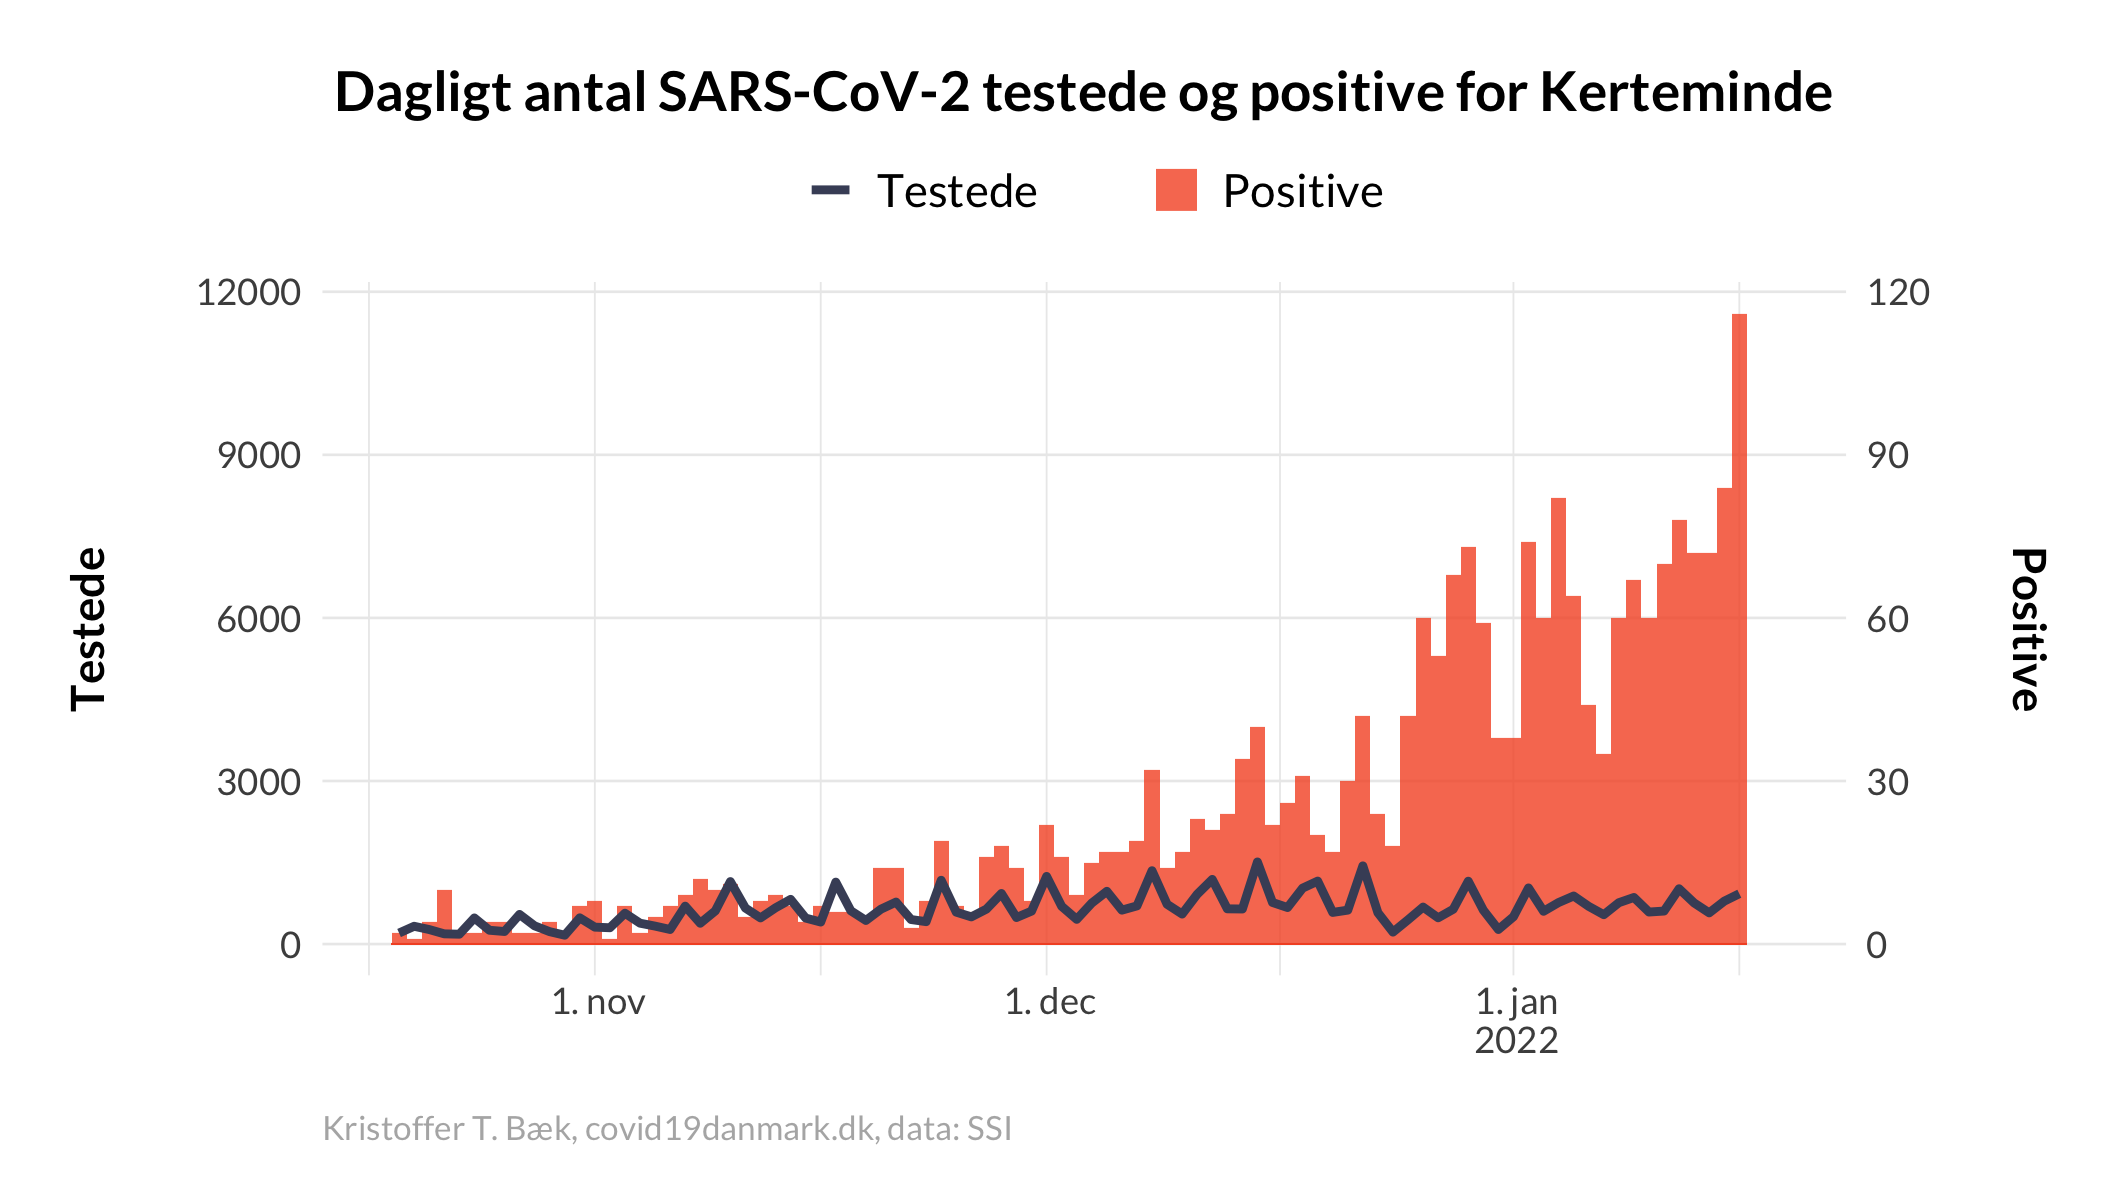 Dagligt antal SARS-CoV-2 testede og positive for Kerteminde
Testede
Positive
12000
9000
6000
3000
0
120
90
60
30
0
Testede
Positive
1. nov
1. dec
1. jan
2022
Kristoffer T. Bæk, covid19danmark.dk, data: SSI